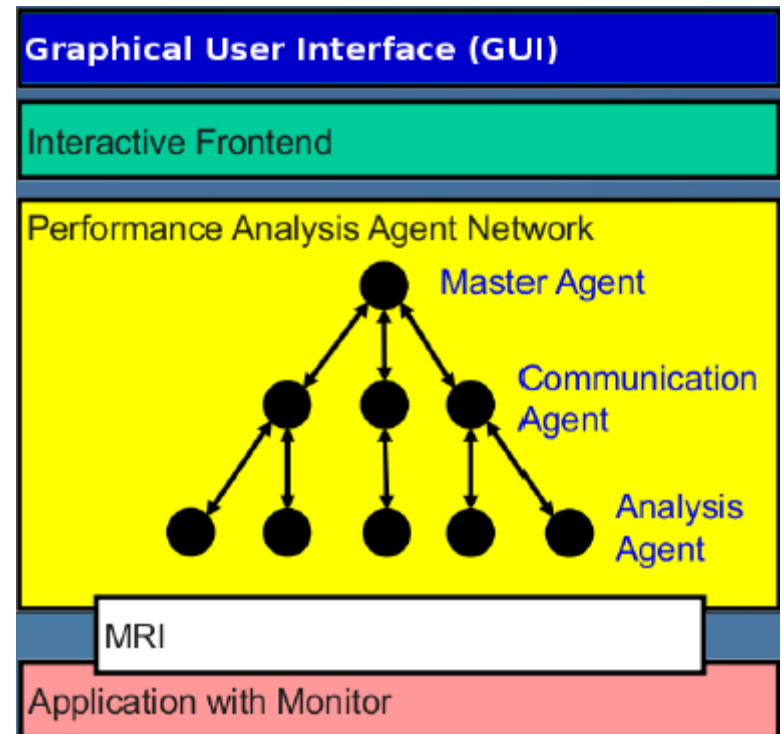 Graphical User Interface (GUI)
Interactive Frontend
Performance Analysis Agent Network
Master Agent
Communication
Agent
Analysis
Agent
MRI
Application with Monitor